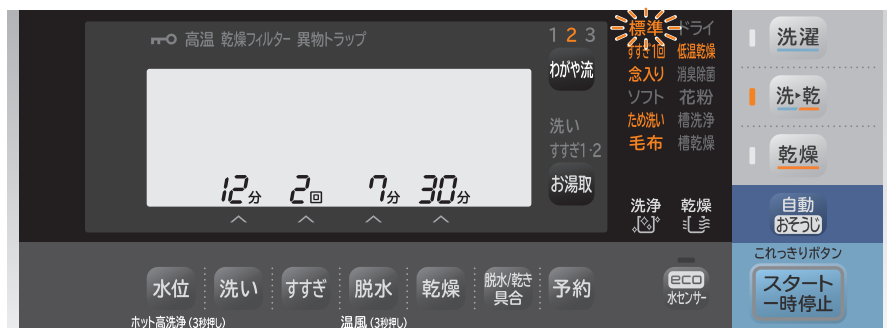 高温 乾燥フィルター 異物トラップ
1 2 3
わがや流
洗い
すすぎ1・2
お湯取
標準 ドライ
すすぎ1回 低温乾燥
念入り 消臭除菌
ソフト 花粉
ため洗い 槽洗浄
毛布 槽乾燥
洗浄 乾燥
12分 2回 7分 30分
水位 洗い すすぎ 脱水 乾燥 脱水/乾き具合 予約
ホット高洗浄(3秒押し) 温風(3秒押し)
eco
水センサー
洗濯
洗▸乾
乾燥
自動
おそうじ
これっきりボタン
スタート
一時停止